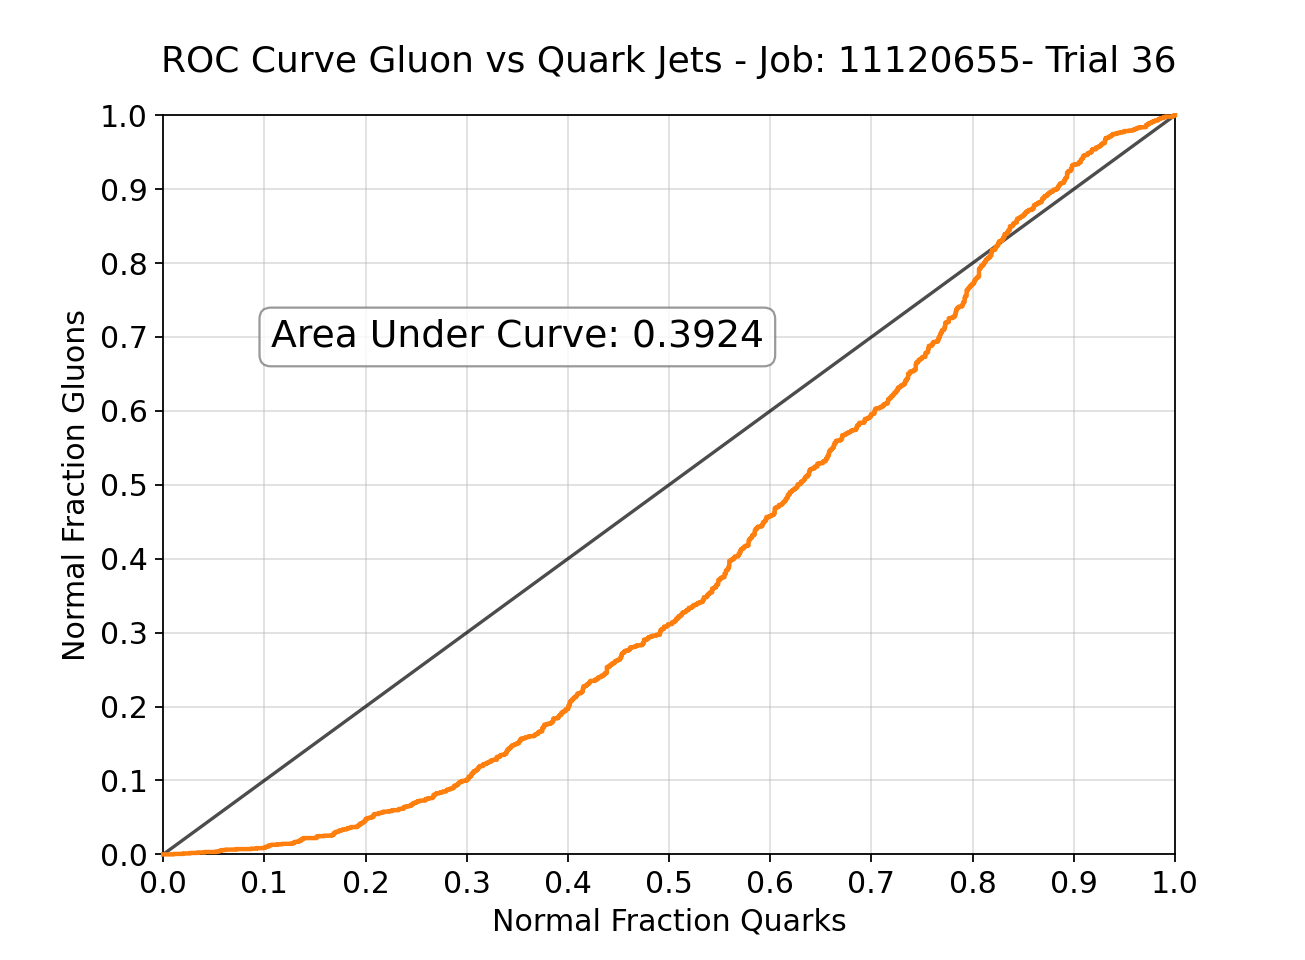 ROC Curve Gluon vs Quark Jets - Job: 11120655- Trial 36
1.0
0.9
0.8
0.7
0.6
0.5
0.4
0.3
0.2
0.1
0.0
Normal Fraction Gluons
Area Under Curve: 0.3924
0.0 0.1 0.2 0.3 0.4 0.5 0.6 0.7 0.8 0.9 1.0
Normal Fraction Quarks